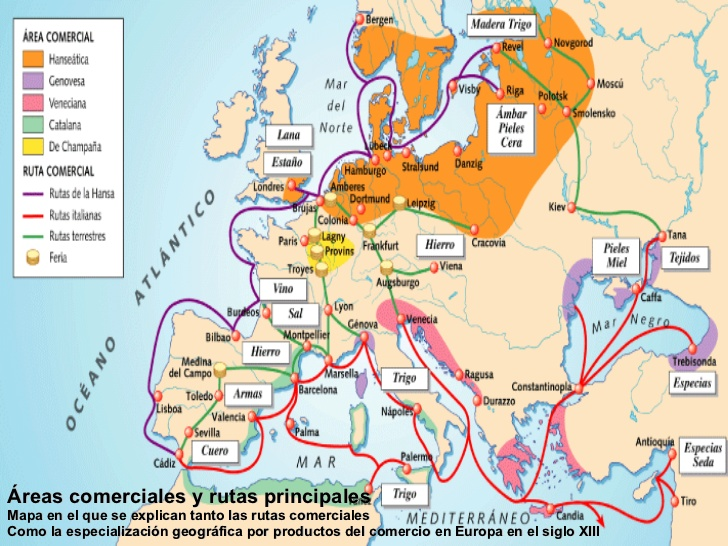 ÁREA COMERCIAL
Hanseática
Genovesa
Veneciana
Catalana
De Champaña
RUTA COMERCIAL
Rutas de la Hansa
Rutas italianas
Rutas terrestres
Feria
Bergen
Madera Trigo
Revel
Novgorod
Moscú
Mar
del
Norte
Visby
Riga
Polotsk
Smolensko
Ámbar
Pieles
Cera
Lana
Estaño
Lübeck
Stralsund
Danzig
Hamburgo
Londres
Amberes
Brujas
Dortmund
Leipzig
Colonia
Kiev
París
Lagny
Provins
Frankfurt
Hierro
Cracovia
Tana
Pieles
Miel
Tejidos
Troyes
Viena
Augsburgo
Caffa
Vino
Sal
Burdeos
Lyon
Génova
Venecia
Mar Negro
Bilbao
Montpellier
Hierro
Marsella
Trebisonda
Especias
Medina
del Campo
Armas
Barcelona
Trigo
Ragusa
Constantinopla
Toledo
Durazzo
Lisboa
Valencia
Nápoles
Sevilla
Cuero
Palma
Antioquía
Especias
Seda
Cádiz
Palermo
Trigo
Candia
Tiro
OCÉANO ATLÁNTICO
MAR MEDITERRÁNEO
Áreas comerciales y rutas principales
Mapa en el que se explican tanto las rutas comerciales
Como la especialización geográfica por productos del comercio en Europa en el siglo XIII